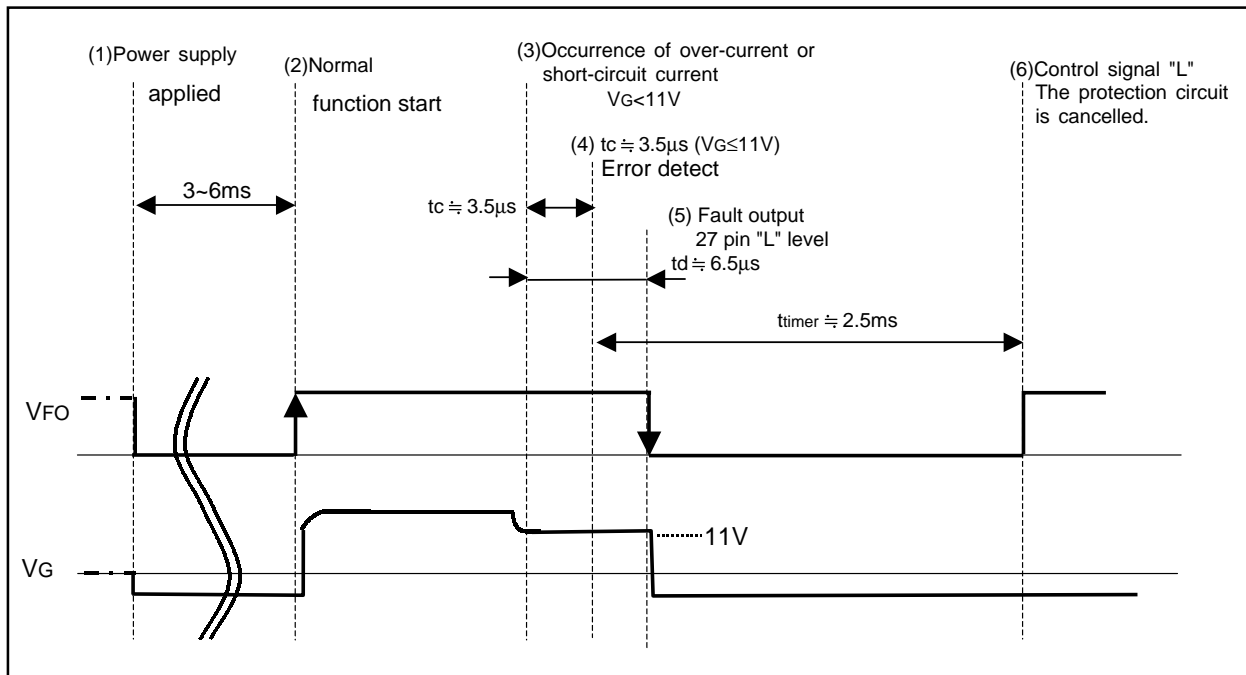 (1)Power supply
applied
(2)Normal
function start
(3)Occurrence of over-current or
short-circuit current
VG<11V
(4) tc≒3.5μs (VG≤11V)
Error detect
(5) Fault output
27 pin "L" level
td≒6.5μs
(6)Control signal "L"
The protection circuit
is cancelled.
3~6ms
tc≒3.5μs
ttimer≒2.5ms
VFO
11V
VG